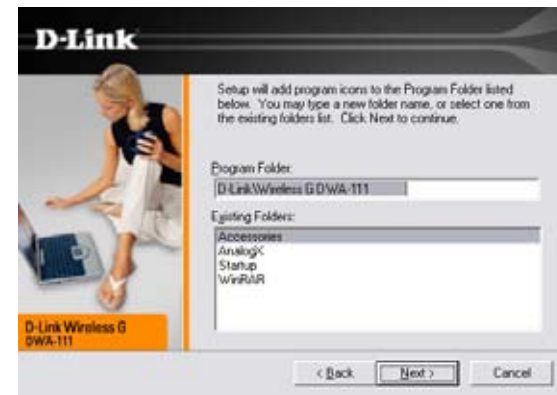 D-Link
Setup will add program icons to the Program Folder listed
below. You may type a new folder name, or select one from
the existing folders list. Click Next to continue.
Program Folder:
D-Link\Wireless G DWA-111
Existing Folders:
Accessories
AnalogX
Startup
WinRAR
D-Link Wireless G
DWA-111
< Back
Next >
Cancel